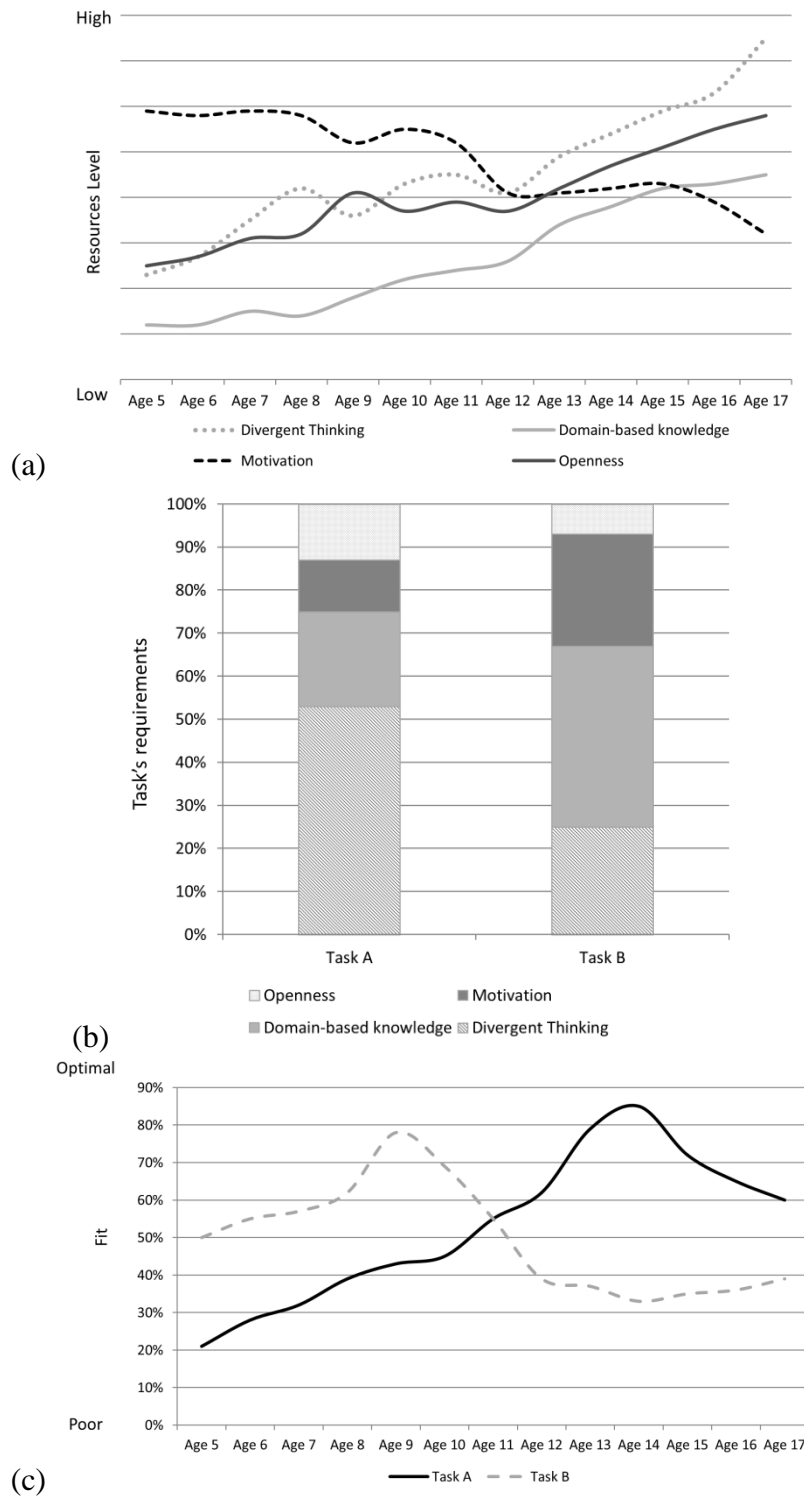 High
Resources Level
Low
Age 5 Age 6 Age 7 Age 8 Age 9 Age 10 Age 11 Age 12 Age 13 Age 14 Age 15 Age 16 Age 17
Divergent Thinking Domain-based knowledge
Motivation Openness
(a)
100%
90%
80%
70%
60%
50%
40%
30%
20%
10%
0%
Task's requirements
Task A Task B
Openness Motivation
Domain-based knowledge Divergent Thinking
(b)
Optimal
90%
80%
70%
60%
50%
40%
30%
20%
10%
0%
Fit
Poor
Age 5 Age 6 Age 7 Age 8 Age 9 Age 10 Age 11 Age 12 Age 13 Age 14 Age 15 Age 16 Age 17
Task A Task B
(c)